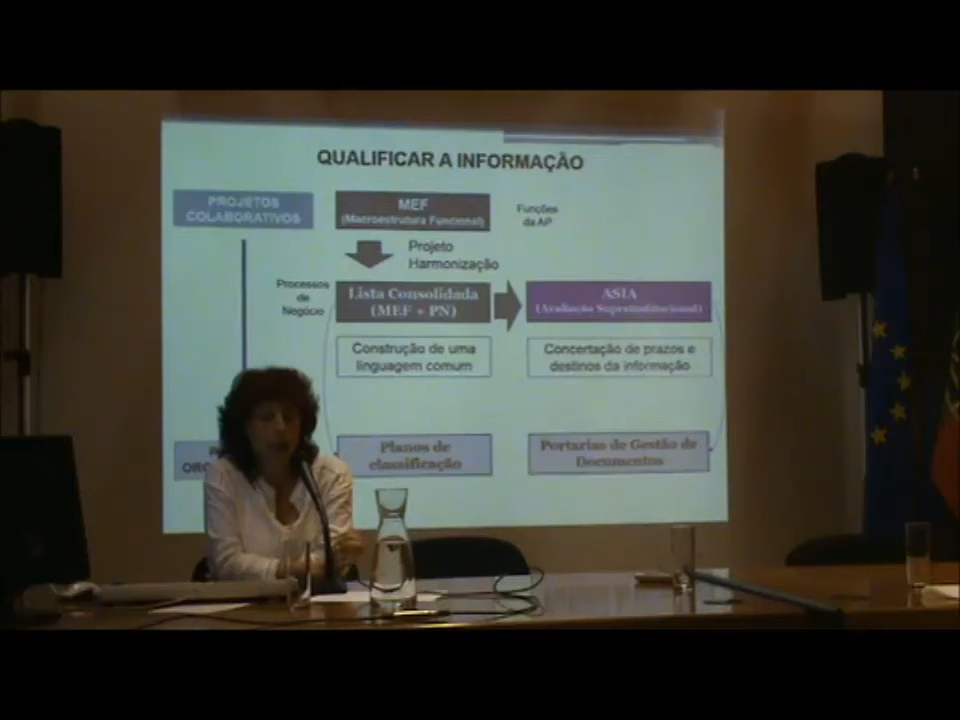 QUALIFICAR A INFORMAÇÃO
PROJETOS
COLABORATIVOS
MEF
(Macroestrutura Funcional)
Funções
da AP
Projeto
Harmonização
Processos
de
Negócio
Lista Consolidada
(MEF + PN)
ASIA
(Avaliação Suprainstitucional)
Construção de uma
linguagem comum
Concertação de prazos e
destinos da informação
Planos de
classificação
Portarias de Gestão de
Documentos